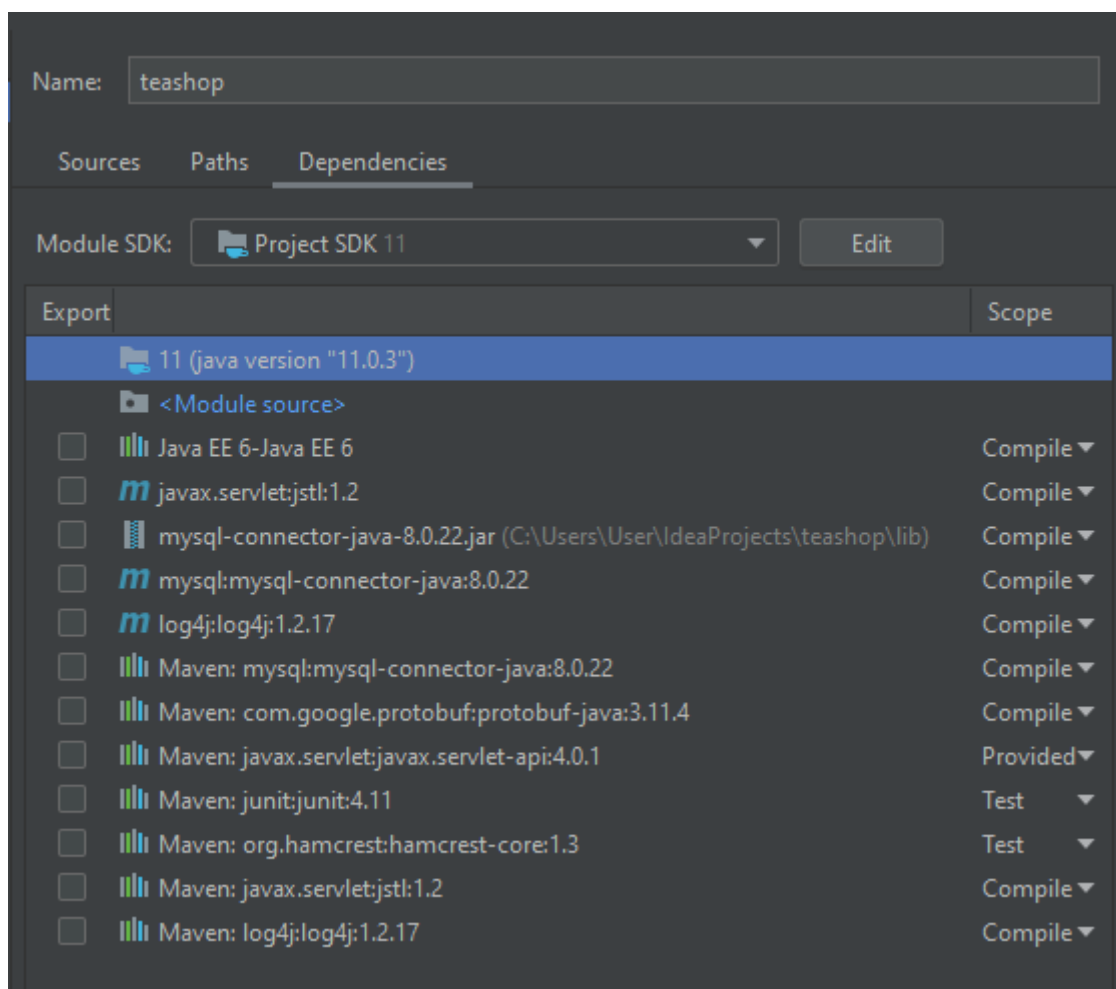 Name: teashop
Sources Paths Dependencies
Module SDK: Project SDK 11 Edit
Export Scope
11 (java version "11.0.3")
<Module source>
Java EE 6-Java EE 6 Compile
javax.servlet:jstl:1.2 Compile
mysql-connector-java-8.0.22.jar (C:\Users\User\IdeaProjects\teashop\lib) Compile
m mysql:mysql-connector-java:8.0.22 Compile
m log4j:log4j:1.2.17 Compile
Maven: mysql:mysql-connector-java:8.0.22 Compile
Maven: com.google.protobuf:protobuf-java:3.11.4 Compile
Maven: javax.servlet:javax.servlet-api:4.0.1 Provided
Maven: junit:junit:4.11 Test
Maven: org.hamcrest:hamcrest-core:1.3 Test
Maven: javax.servlet:jstl:1.2 Compile
Maven: log4j:log4j:1.2.17 Compile